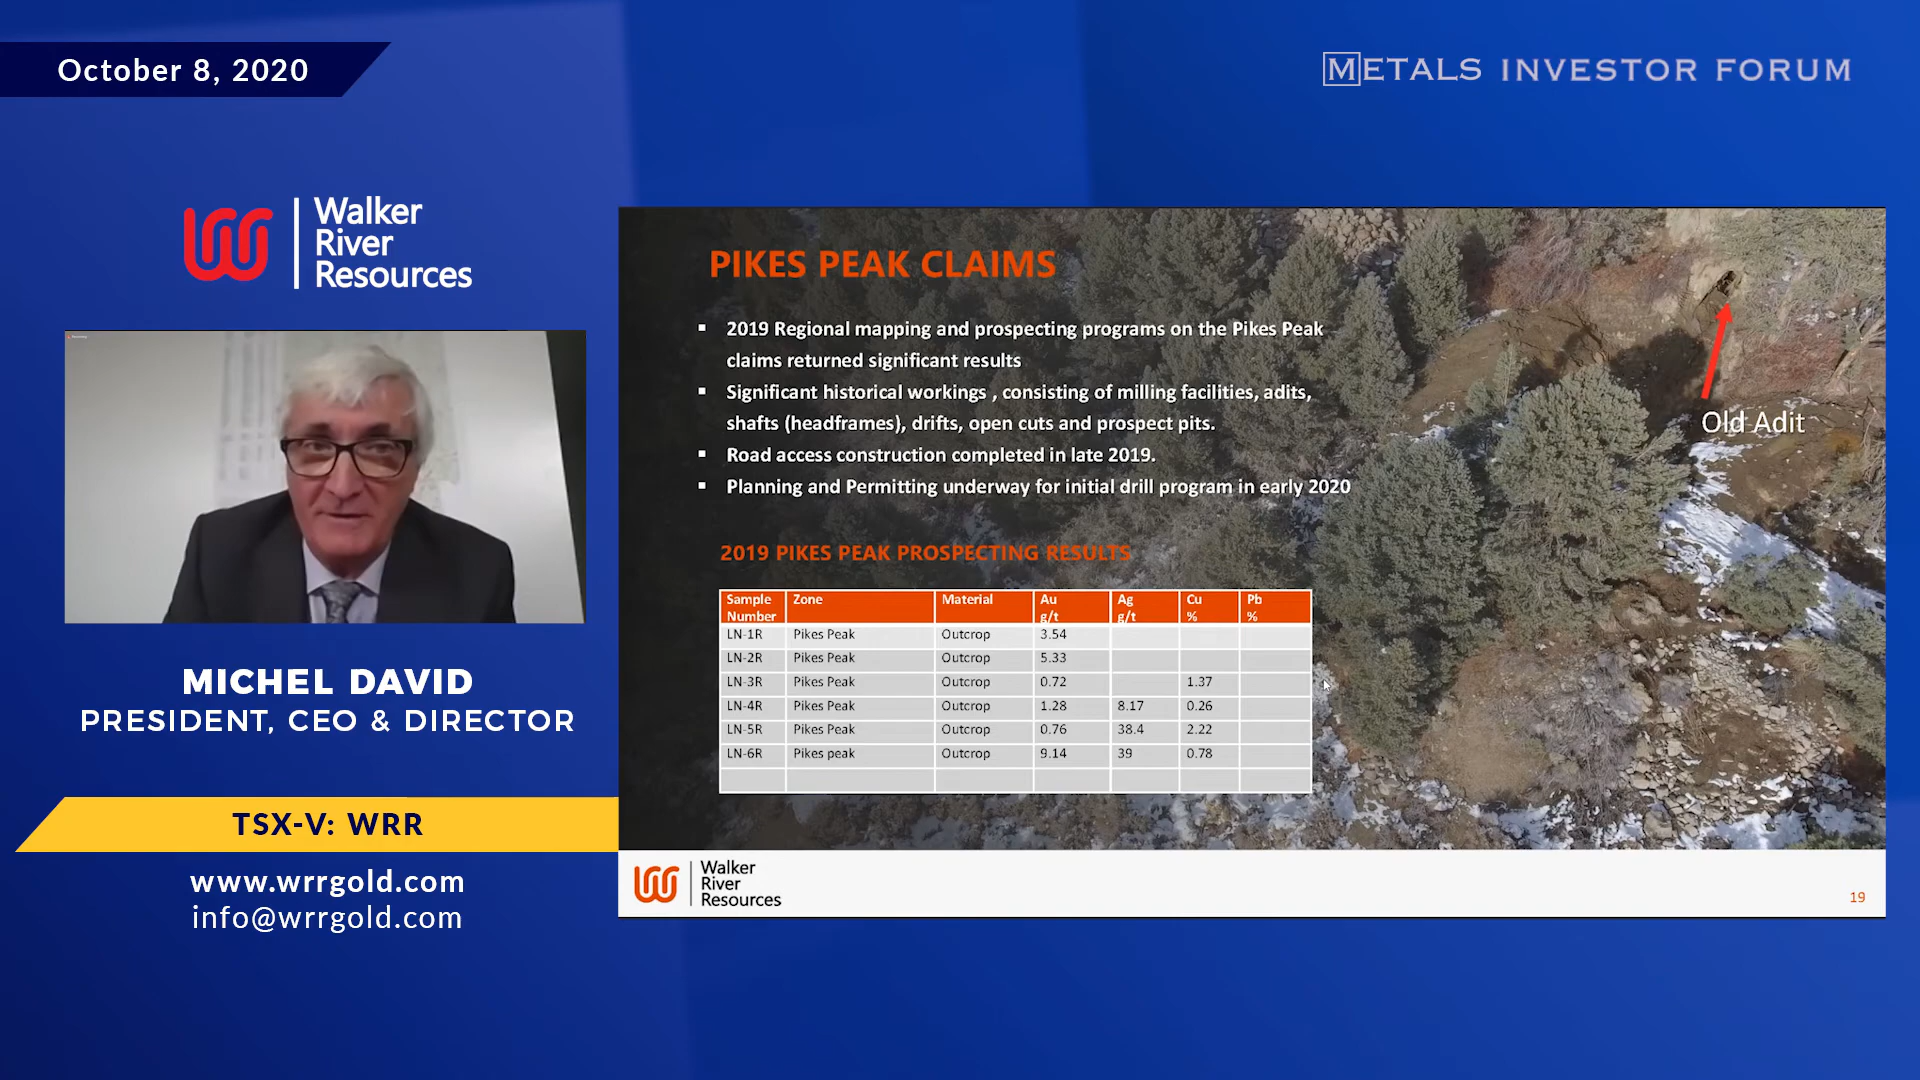 October 8, 2020
METALS INVESTOR FORUM
Walker
River
Resources
MICHEL DAVID
PRESIDENT, CEO & DIRECTOR
TSX-V: WRR
www.wrrgold.com
info@wrrgold.com
PIKES PEAK CLAIMS
▪ 2019 Regional mapping and prospecting programs on the Pikes Peak
claims returned significant results
▪ Significant historical workings , consisting of milling facilities, adits,
shafts (headframes), drifts, open cuts and prospect pits.
▪ Road access construction completed in late 2019.
▪ Planning and Permitting underway for initial drill program in early 2020
Old Adit
2019 PIKES PEAK PROSPECTING RESULTS
Sample Number Zone Material Au g/t Ag g/t Cu % Pb %
LN-1R Pikes Peak Outcrop 3.54
LN-2R Pikes Peak Outcrop 5.33
LN-3R Pikes Peak Outcrop 0.72 1.37
LN-4R Pikes Peak Outcrop 1.28 8.17 0.26
LN-5R Pikes Peak Outcrop 0.76 38.4 2.22
LN-6R Pikes peak Outcrop 9.14 39 0.78
Walker
River
Resources
19